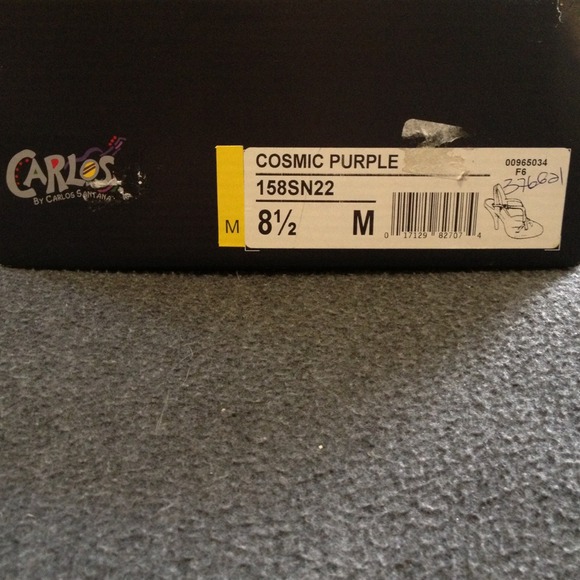 CARLOS
BY CARLOS SANTANA
M
COSMIC PURPLE
158SN22
8½ M
00965034
F6
376621
0 17129 82707 4